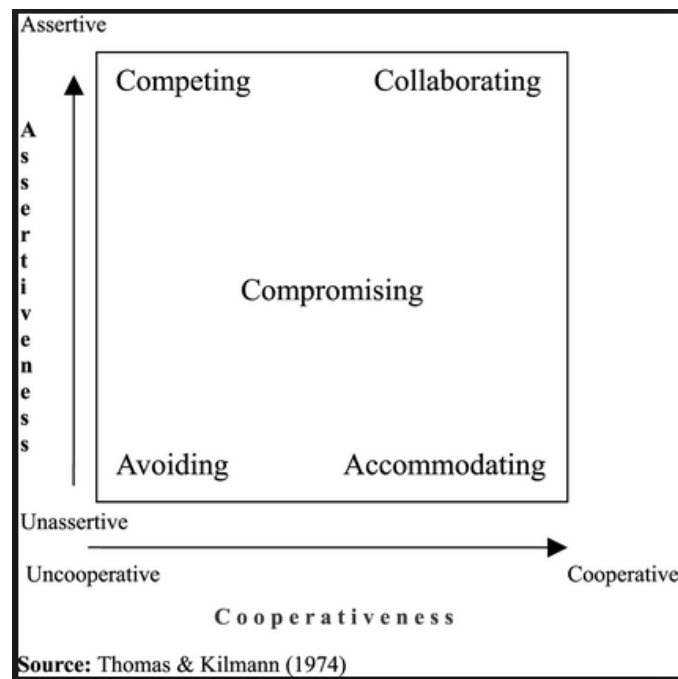 Assertive
Competing Collaborating
Assertiveness
Compromising
Avoiding Accommodating
Unassertive
Uncooperative Cooperative
Cooperativeness
Source: Thomas & Kilmann (1974)